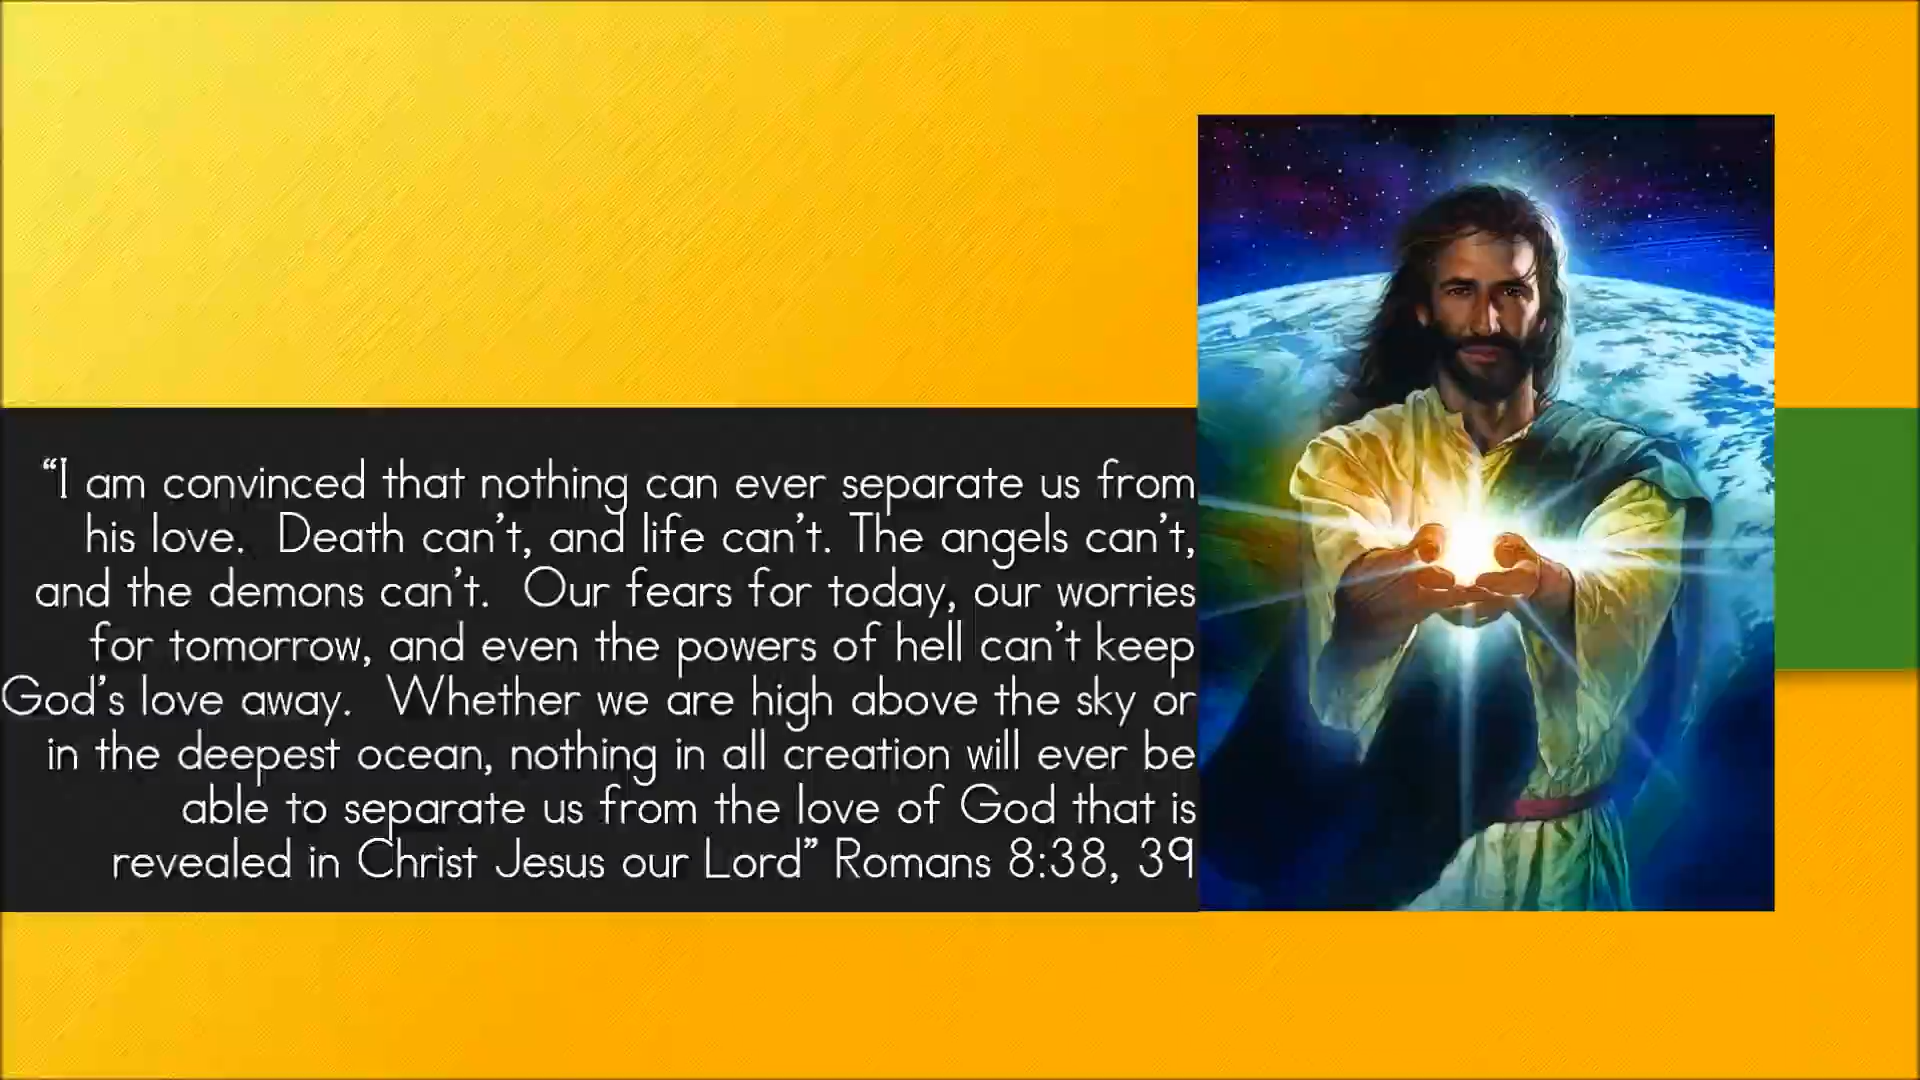 “I am convinced that nothing can ever separate us from
his love.  Death can’t, and life can’t. The angels can’t,
and the demons can’t.  Our fears for today, our worries
for tomorrow, and even the powers of hell can’t keep
God’s love away.  Whether we are high above the sky or
in the deepest ocean, nothing in all creation will ever be
able to separate us from the love of God that is
revealed in Christ Jesus our Lord” Romans 8:38, 39